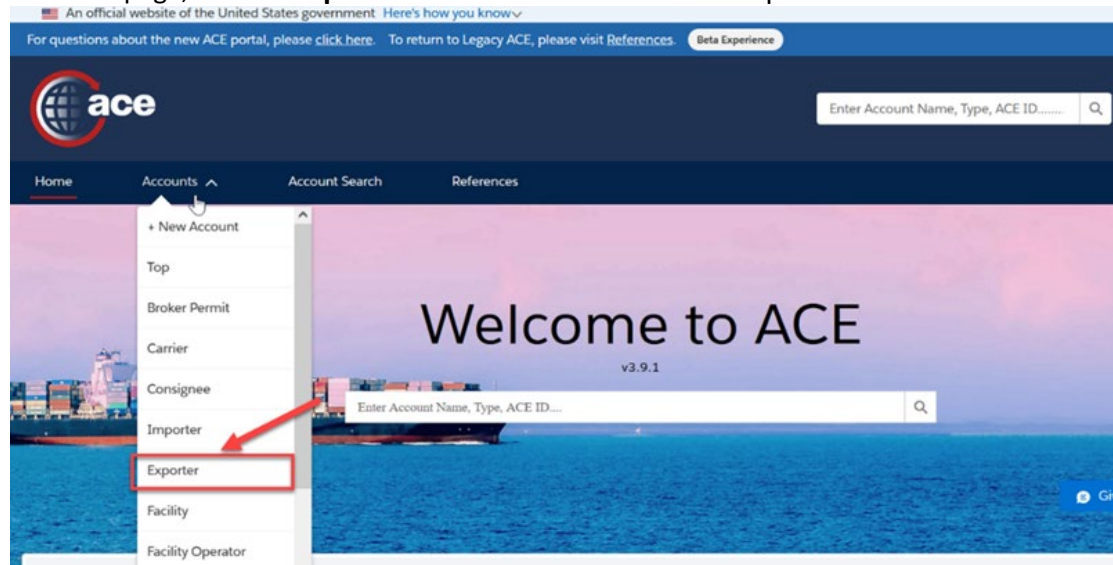 An official website of the United States government Here's how you know
For questions about the new ACE portal, please click here. To return to Legacy ACE, please visit References. Beta Experience
ace
Enter Account Name, Type, ACE ID........
Home Accounts Account Search References
+ New Account
Top
Broker Permit
Welcome to ACE
Carrier
v3.9.1
Consignee
Enter Account Name, Type, ACE ID....
Importer
Exporter
Facility
Facility Operator